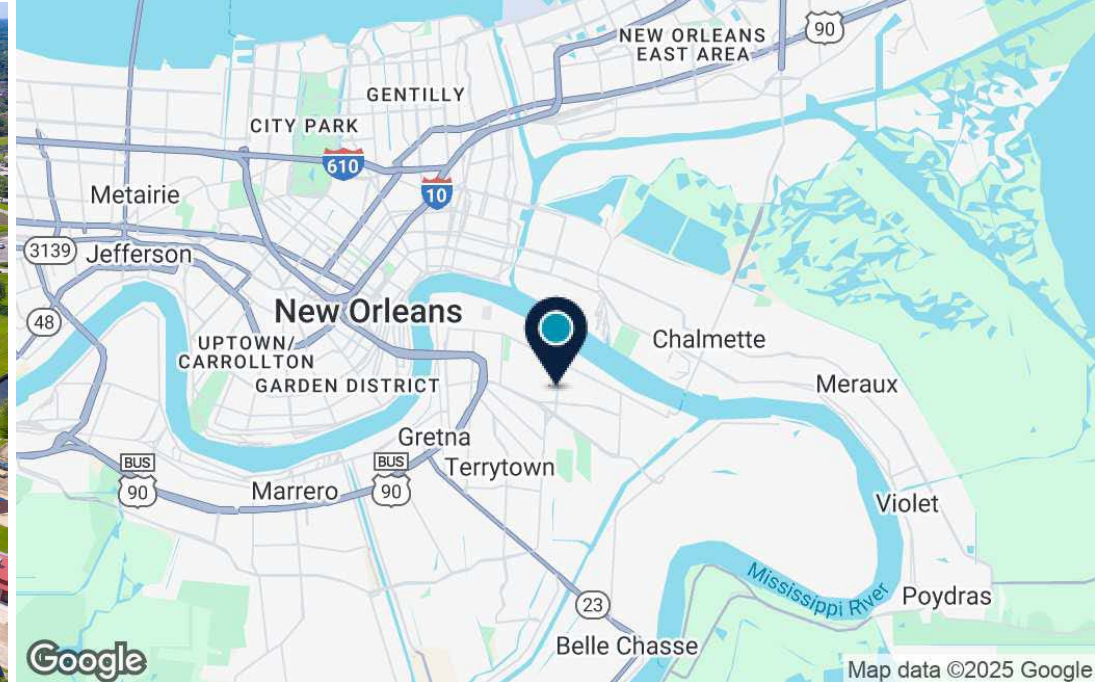 NEW ORLEANS
EAST AREA
90
GENTILLY
CITY PARK
610
10
Metairie
3139
Jefferson
48
New Orleans
UPTOWN/
CARROLLTON
GARDEN DISTRICT
Chalmette
Meraux
Gretna
Terrytown
BUS
90
BUS
90
Marrero
Violet
Mississippi River
Poydras
23
Belle Chasse
Google
Map data ©2025 Google